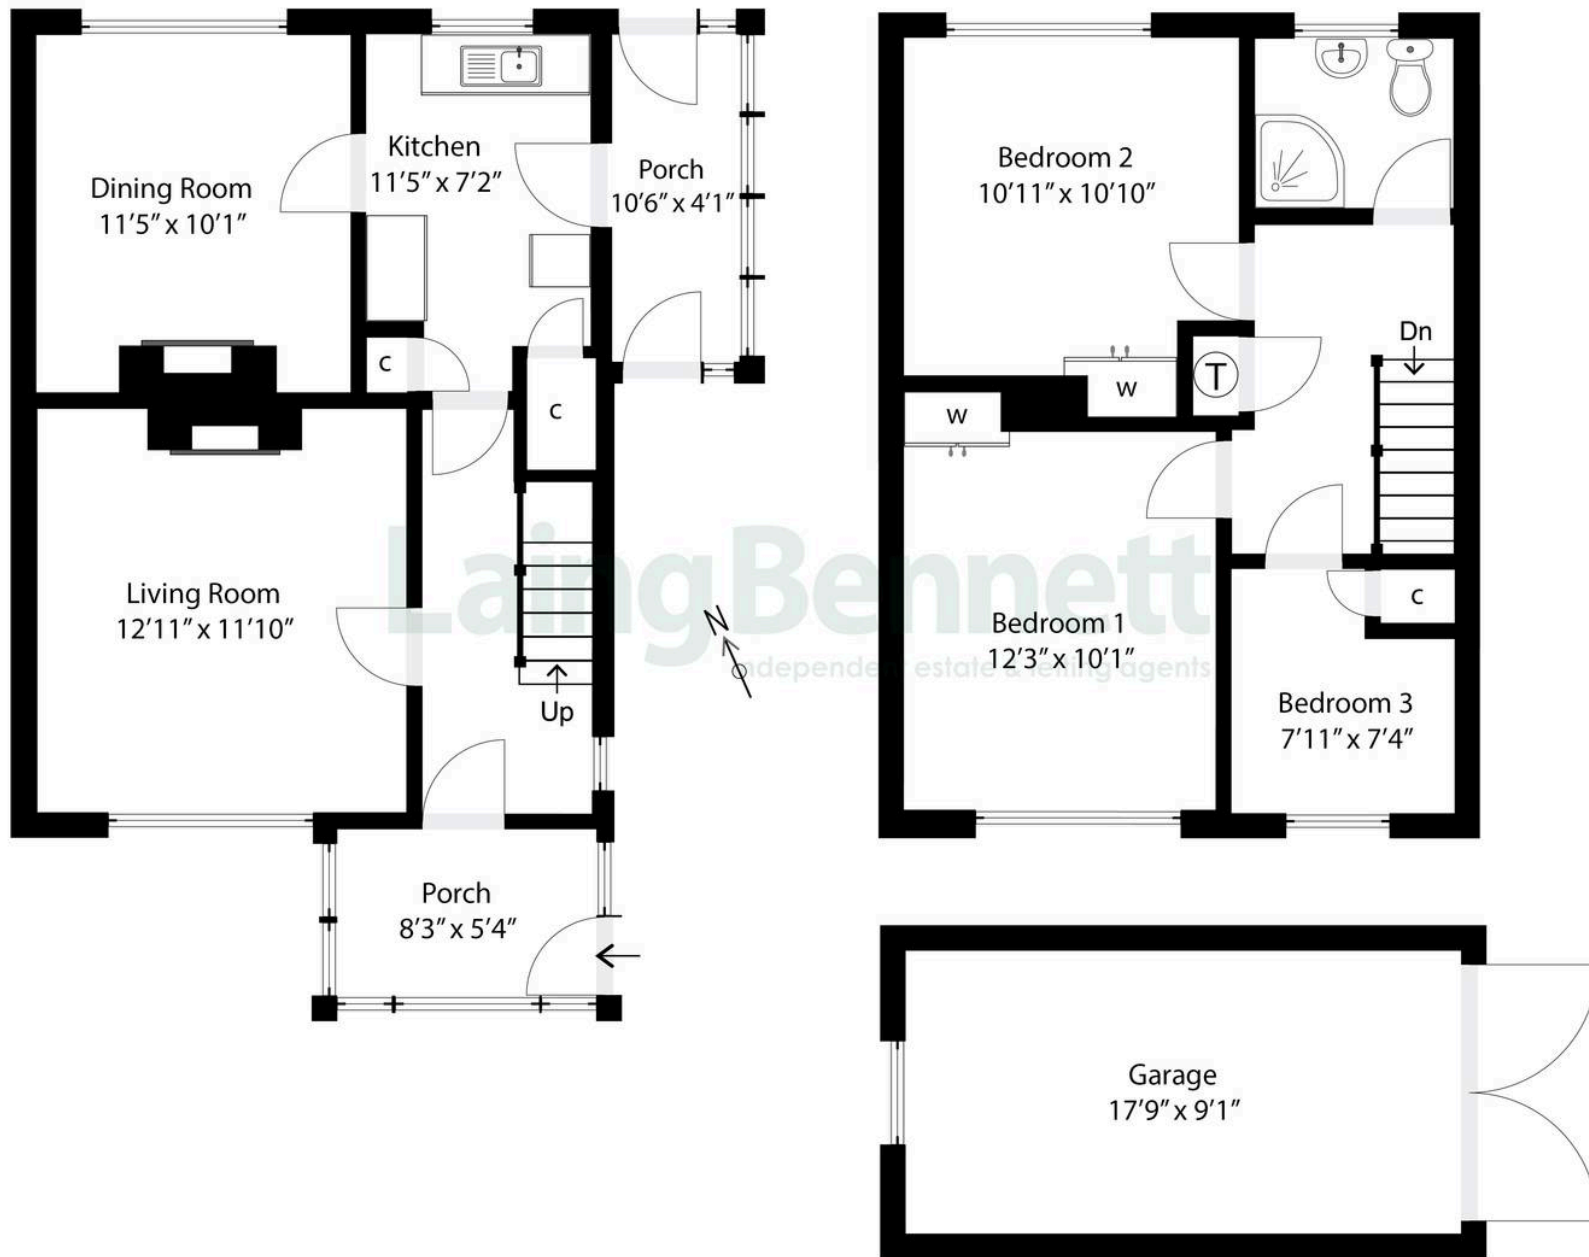 Dining Room
11'5" x 10'1"
Kitchen
11'5" x 7'2"
Porch
10'6" x 4'1"
c
c
Living Room
12'11" x 11'10"
Up
Porch
8'3" x 5'4"
Bedroom 2
10'11" x 10'10"
Dn
T
w
w
Bedroom 1
12'3" x 10'1"
c
Bedroom 3
7'11" x 7'4"
N
LaingBennett
independent estate & letting agents
Garage
17'9" x 9'1"